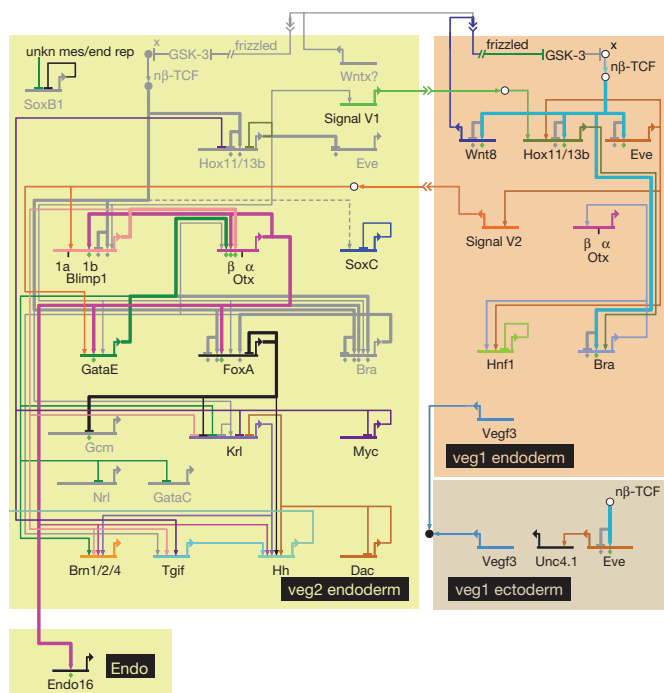 unkn mes/end rep
SoxB1
x
GSK-3
frizzled
nβ-TCF
Wntx?
Signal V1
Hox11/13b
Eve
1a 1b
Blimp1
β α
Otx
SoxC
GataE
FoxA
Bra
Gcm
Krl
Myc
Nrl
GataC
Brn1/2/4
Tgif
Hh
Dac
veg2 endoderm
Endo
Endo16
frizzled
GSK-3
x
nβ-TCF
Wnt8
Hox11/13b
Eve
Signal V2
β α
Otx
Hnf1
Bra
Vegf3
veg1 endoderm
nβ-TCF
Vegf3
Unc4.1
Eve
veg1 ectoderm